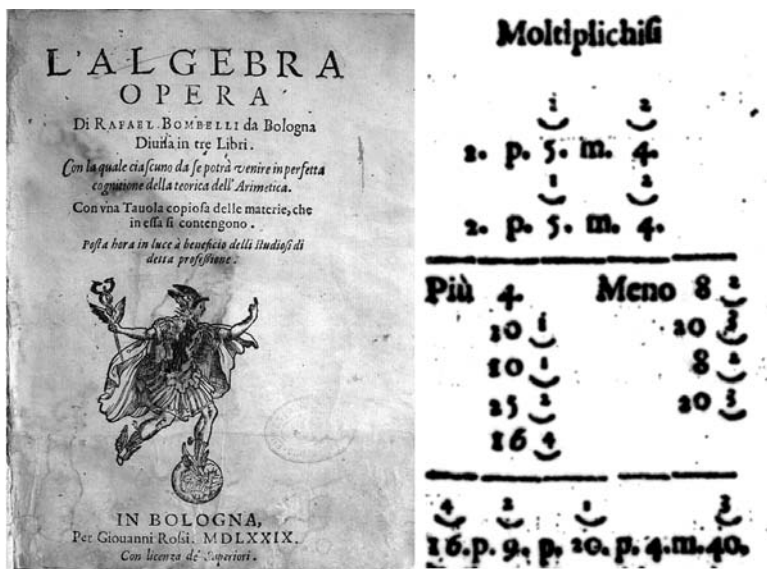 L'ALGEBRA
OPERA
Di RAFAEL BOMBELLI da Bologna
Diuiſa in tre Libri.
Con la quale ciaſcuno da ſe potrà venire in perfetta
cognitione della teorica dell'Arimetica.
Con vna Tauola copioſa delle materie, che
in eſſa ſi contengono.
Poſta hora in luce à beneficio delli ſtudioſi di
detta profeſſione.
IN BOLOGNA,
Per Giouanni Roſſi. MDLXXIX.
Con licenza de' Superiori.
Moltiplichiſi
1 2
2. p. 5. m. 4.
1 2
2. p. 5. m. 4.
Più 4. Meno 8 2
10 1 20 3
10 1 8 2
25 2 20 3
16 4
4 2 1 3
16. p. 9. p. 20. p. 4. m. 40.